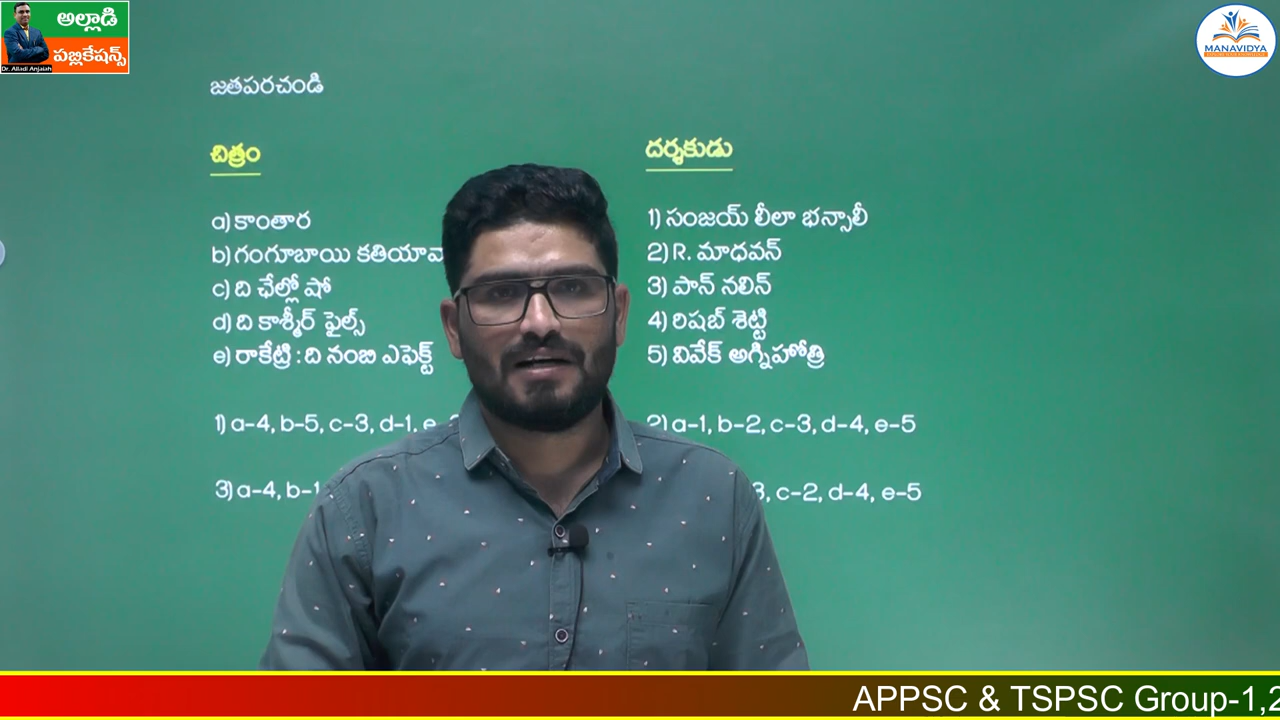 అల్లాడి
పబ్లికేషన్స్
Dr. Alladi Anjaiah
MANAVIDYA
జతపరచండి
చిత్రం
దర్శకుడు
a) కాంతార
1) సంజయ్ లీలా భన్సాలీ
b) గంగూబాయి
2) R. మాధవన్
c) ది ఛేల్లో షో
3) పాన్ నలిన్
d) ది కాశ్మీర్ ఫైల్స్
4) రిషబ్ శెట్టి
e) రాకేట్రి : ది నంబి ఎఫెక్ట్
5) వివేక్ అగ్నిహోత్రి
1) a-4, b-5, c-3, d-1, e-
2) a-1, b-2, c-3, d-4, e-5
3) a-4, b-1
3, c-2, d-4, e-5
APPSC & TSPSC Group-1,2